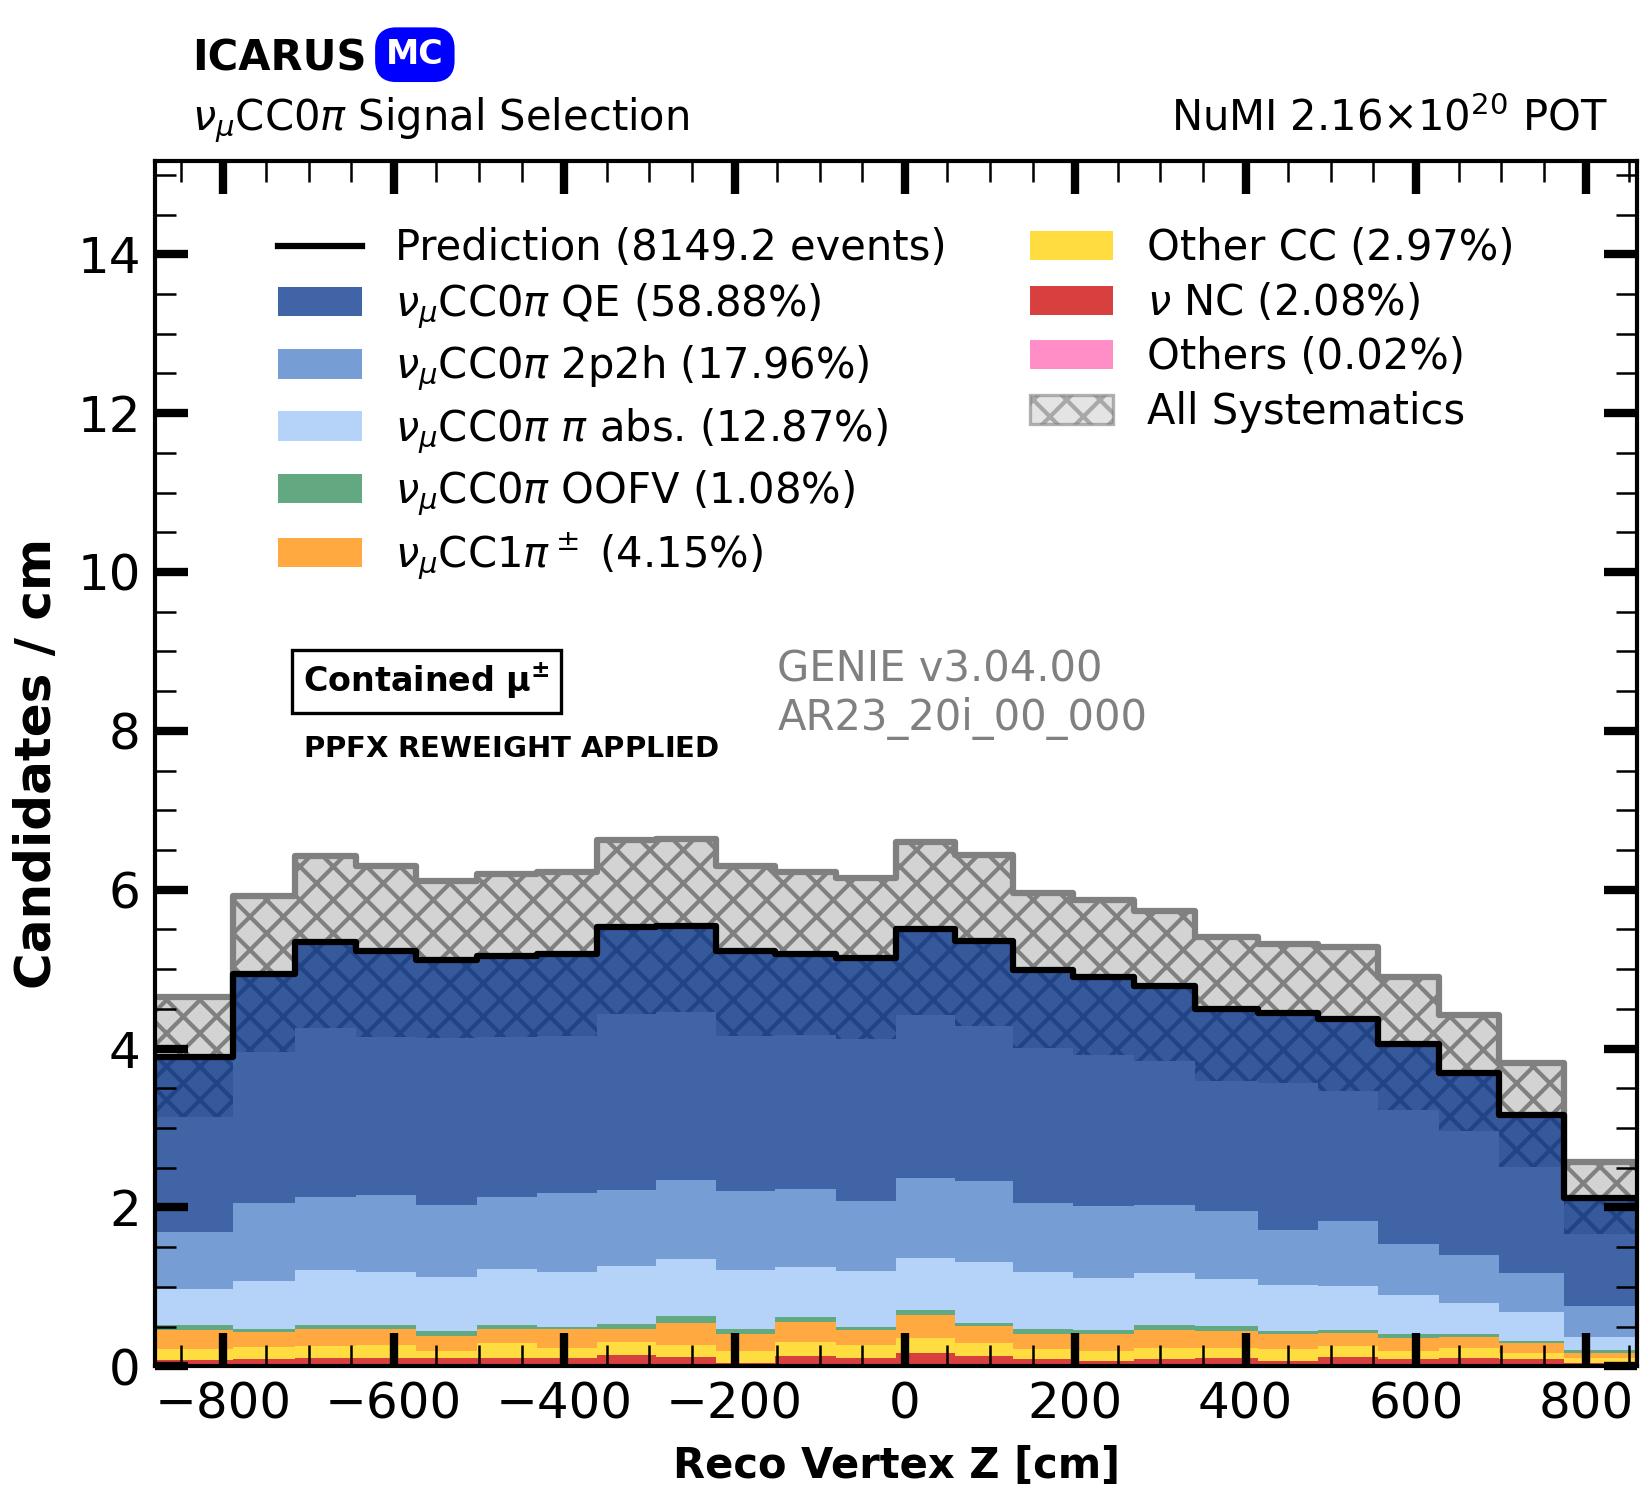 ICARUS MC
νμCC0π Signal Selection
NuMI 2.16×10²⁰ POT
Prediction (8149.2 events)
νμCC0π QE (58.88%)
νμCC0π 2p2h (17.96%)
νμCC0π π abs. (12.87%)
νμCC0π OOFV (1.08%)
νμCC1π± (4.15%)
Other CC (2.97%)
ν NC (2.08%)
Others (0.02%)
All Systematics
Contained μ±
PPFX REWEIGHT APPLIED
GENIE v3.04.00
AR23_20i_00_000
Candidates / cm
14
12
10
8
6
4
2
0
−800 −600 −400 −200 0 200 400 600 800
Reco Vertex Z [cm]